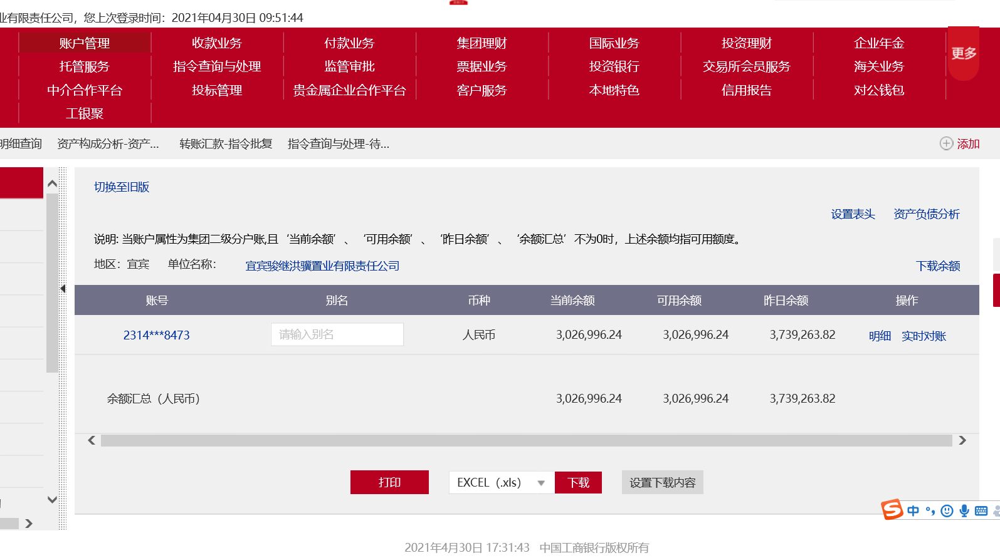 业有限责任公司，您上次登录时间：2021年04月30日 09:51:44
账户管理 收款业务 付款业务 集团理财 国际业务 投资理财 企业年金
更多
托管服务 指令查询与处理 监管审批 票据业务 投资银行 交易所会员服务 海关业务
中介合作平台 投标管理 贵金属企业合作平台 客户服务 本地特色 信用报告 对公钱包
工银聚
明细查询 资产构成分析-资产... 转账汇款-指令批复 指令查询与处理-待... 添加
切换至旧版
设置表头 资产负债分析
说明: 当账户属性为集团二级分户账,且‘当前余额’、‘可用余额’、‘昨日余额’、‘余额汇总’不为0时，上述余额均指可用额度。
地区：宜宾 单位名称： 宜宾骏继洪骥置业有限责任公司 下载余额
账号 别名 币种 当前余额 可用余额 昨日余额 操作
2314***8473 请输入别名 人民币 3,026,996.24 3,026,996.24 3,739,263.82 明细 实时对账
余额汇总（人民币） 3,026,996.24 3,026,996.24 3,739,263.82
打印 EXCEL（.xls） 下载 设置下载内容
中
2021年4月30日 17:31:43 中国工商银行版权所有